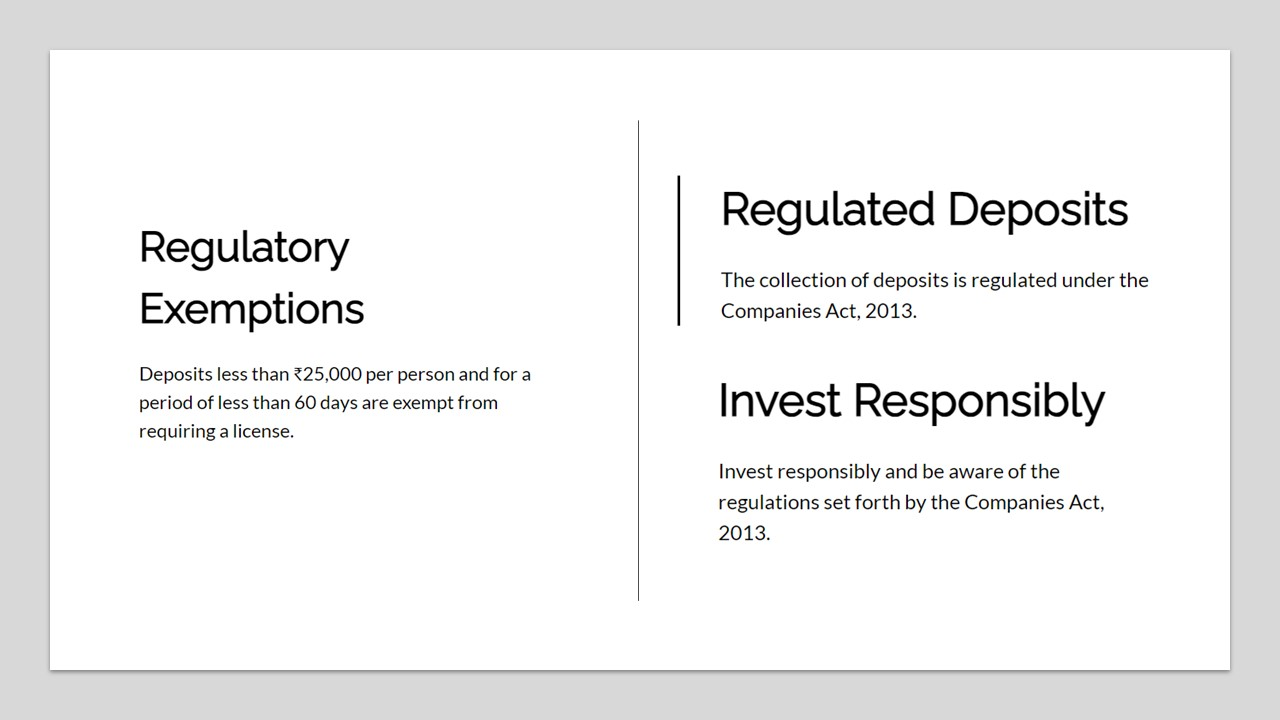 Regulatory
Exemptions
Deposits less than ₹25,000 per person and for a
period of less than 60 days are exempt from
requiring a license.
Regulated Deposits
The collection of deposits is regulated under the
Companies Act, 2013.
Invest Responsibly
Invest responsibly and be aware of the
regulations set forth by the Companies Act,
2013.